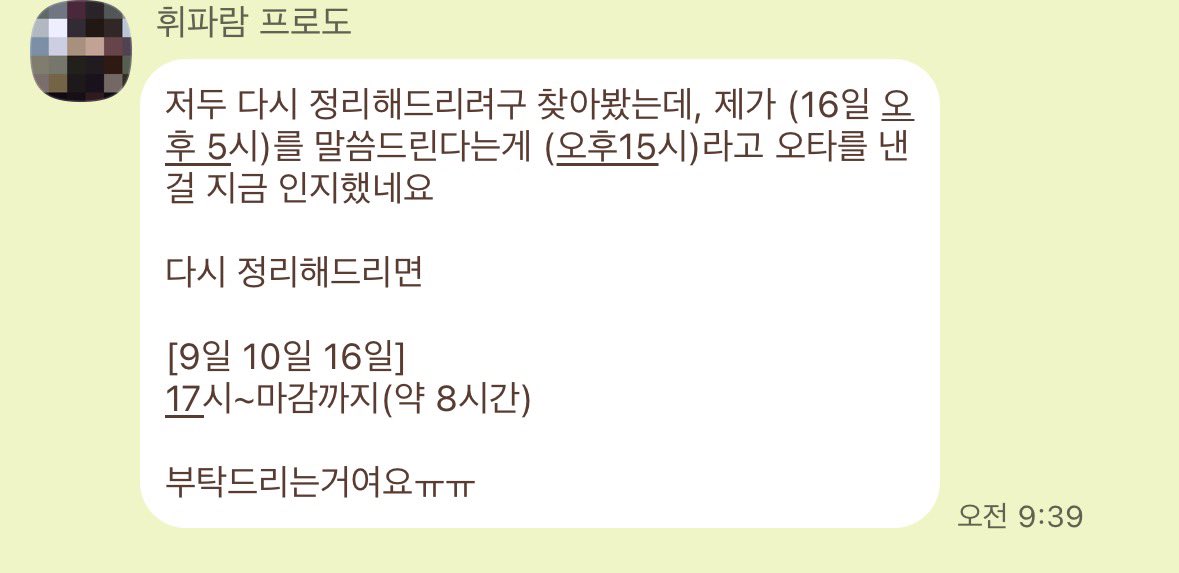 휘파람 프로도
저두 다시 정리해드리려구 찾아봤는데, 제가 (16일 오
후 5시)를 말씀드린다는게 (오후15시)라고 오타를 낸
걸 지금 인지했네요
다시 정리해드리면
[9일 10일 16일]
17시~마감까지(약 8시간)
부탁드리는거여요ㅠㅠ
오전 9:39